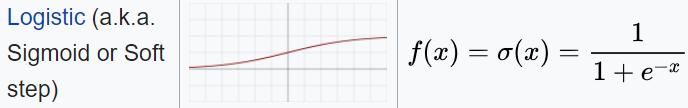 Logistic (a.k.a.
Sigmoid or Soft
step)
f(x) = σ(x) = 1 / (1 + e^{-x})